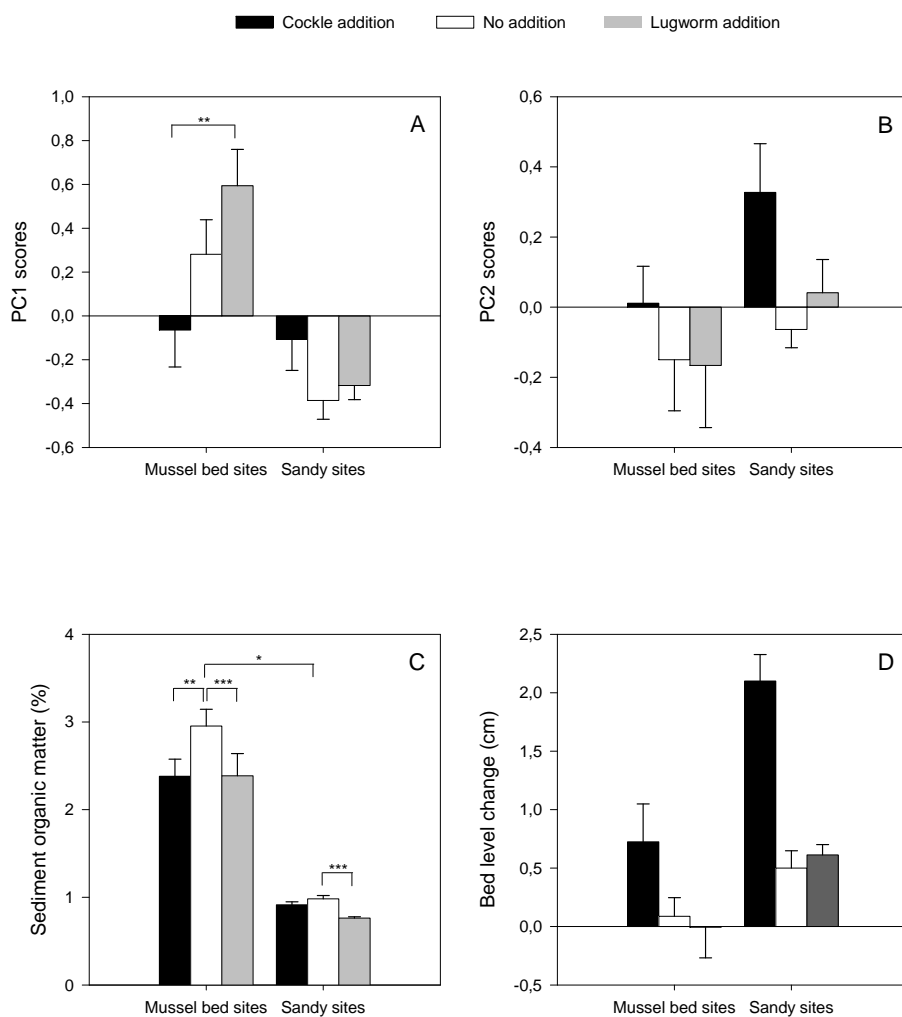 Cockle addition No addition Lugworm addition
A
**
PC1 scores
1,0
0,8
0,6
0,4
0,2
0,0
-0,2
-0,4
-0,6
Mussel bed sites Sandy sites
B
PC2 scores
0,6
0,4
0,2
0,0
-0,2
-0,4
Mussel bed sites Sandy sites
C
*
** ***
***
Sediment organic matter (%)
4
3
2
1
0
Mussel bed sites Sandy sites
D
Bed level change (cm)
2,5
2,0
1,5
1,0
0,5
0,0
-0,5
Mussel bed sites Sandy sites